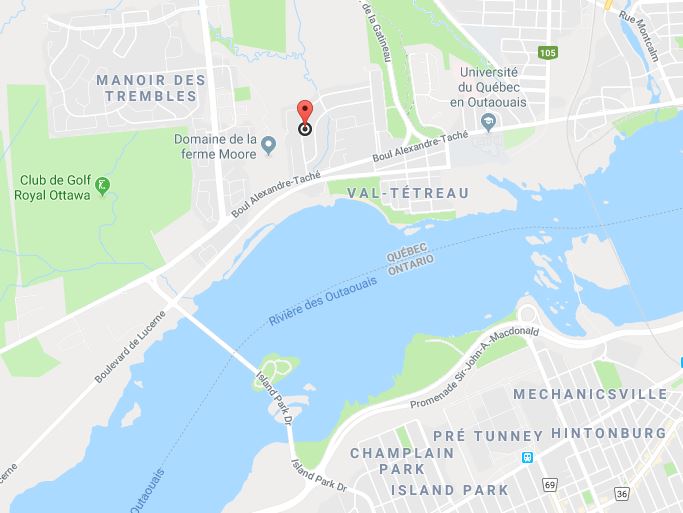 de la Gatineau
Rue Montcalm
105
MANOIR DES
TREMBLES
Université
du Québec
en Outaouais
Domaine de la
ferme Moore
Boul Alexandre-Taché
Club de Golf
Royal Ottawa
Boul Alexandre-Taché
VAL-TÉTREAU
QUÉBEC
ONTARIO
Rivière des Outaouais
Boulevard de Lucerne
Promenade Sir-John-A.-Macdonald
Island Park Dr
MECHANICSVILLE
PRÉ TUNNEY
HINTONBURG
CHAMPLAIN
PARK
Island Park Dr
ISLAND PARK
69
36
Lucerne
Outaouais